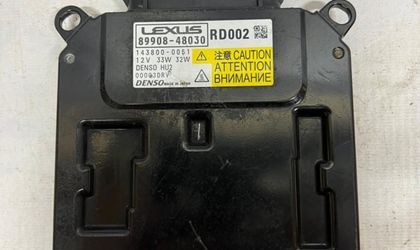 LEXUS
89908-48030 RD002
143800-0051
12V 33W 32W
DENSO HU2
00003DRV
DENSO MADE IN JAPAN
注意 CAUTION
ATTENTION
ВНИМАНИЕ